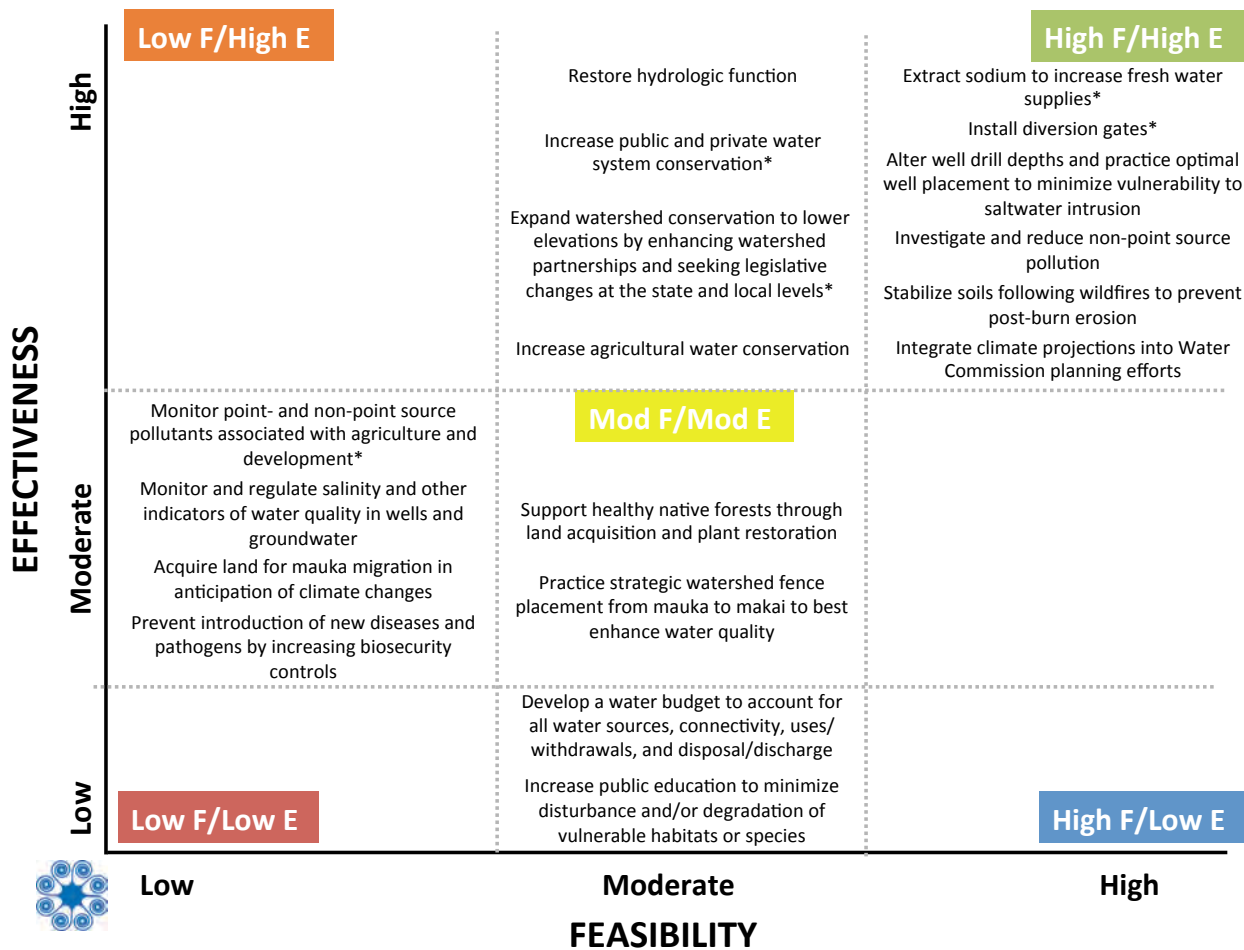 Low F/High E
High F/High E
High
Restore hydrologic function
Increase public and private water
system conservation*
Expand watershed conservation to lower
elevations by enhancing watershed
partnerships and seeking legislative
changes at the state and local levels*
Increase agricultural water conservation
Extract sodium to increase fresh water
supplies*
Install diversion gates*
Alter well drill depths and practice optimal
well placement to minimize vulnerability to
saltwater intrusion
Investigate and reduce non-point source
pollution
Stabilize soils following wildfires to prevent
post-burn erosion
Integrate climate projections into Water
Commission planning efforts
EFFECTIVENESS
Moderate
Monitor point- and non-point source
pollutants associated with agriculture and
development*
Monitor and regulate salinity and other
indicators of water quality in wells and
groundwater
Acquire land for mauka migration in
anticipation of climate changes
Prevent introduction of new diseases and
pathogens by increasing biosecurity
controls
Mod F/Mod E
Support healthy native forests through
land acquisition and plant restoration
Practice strategic watershed fence
placement from mauka to makai to best
enhance water quality
Low
Low F/Low E
Develop a water budget to account for
all water sources, connectivity, uses/
withdrawals, and disposal/discharge
Increase public education to minimize
disturbance and/or degradation of
vulnerable habitats or species
High F/Low E
Low
Moderate
High
FEASIBILITY